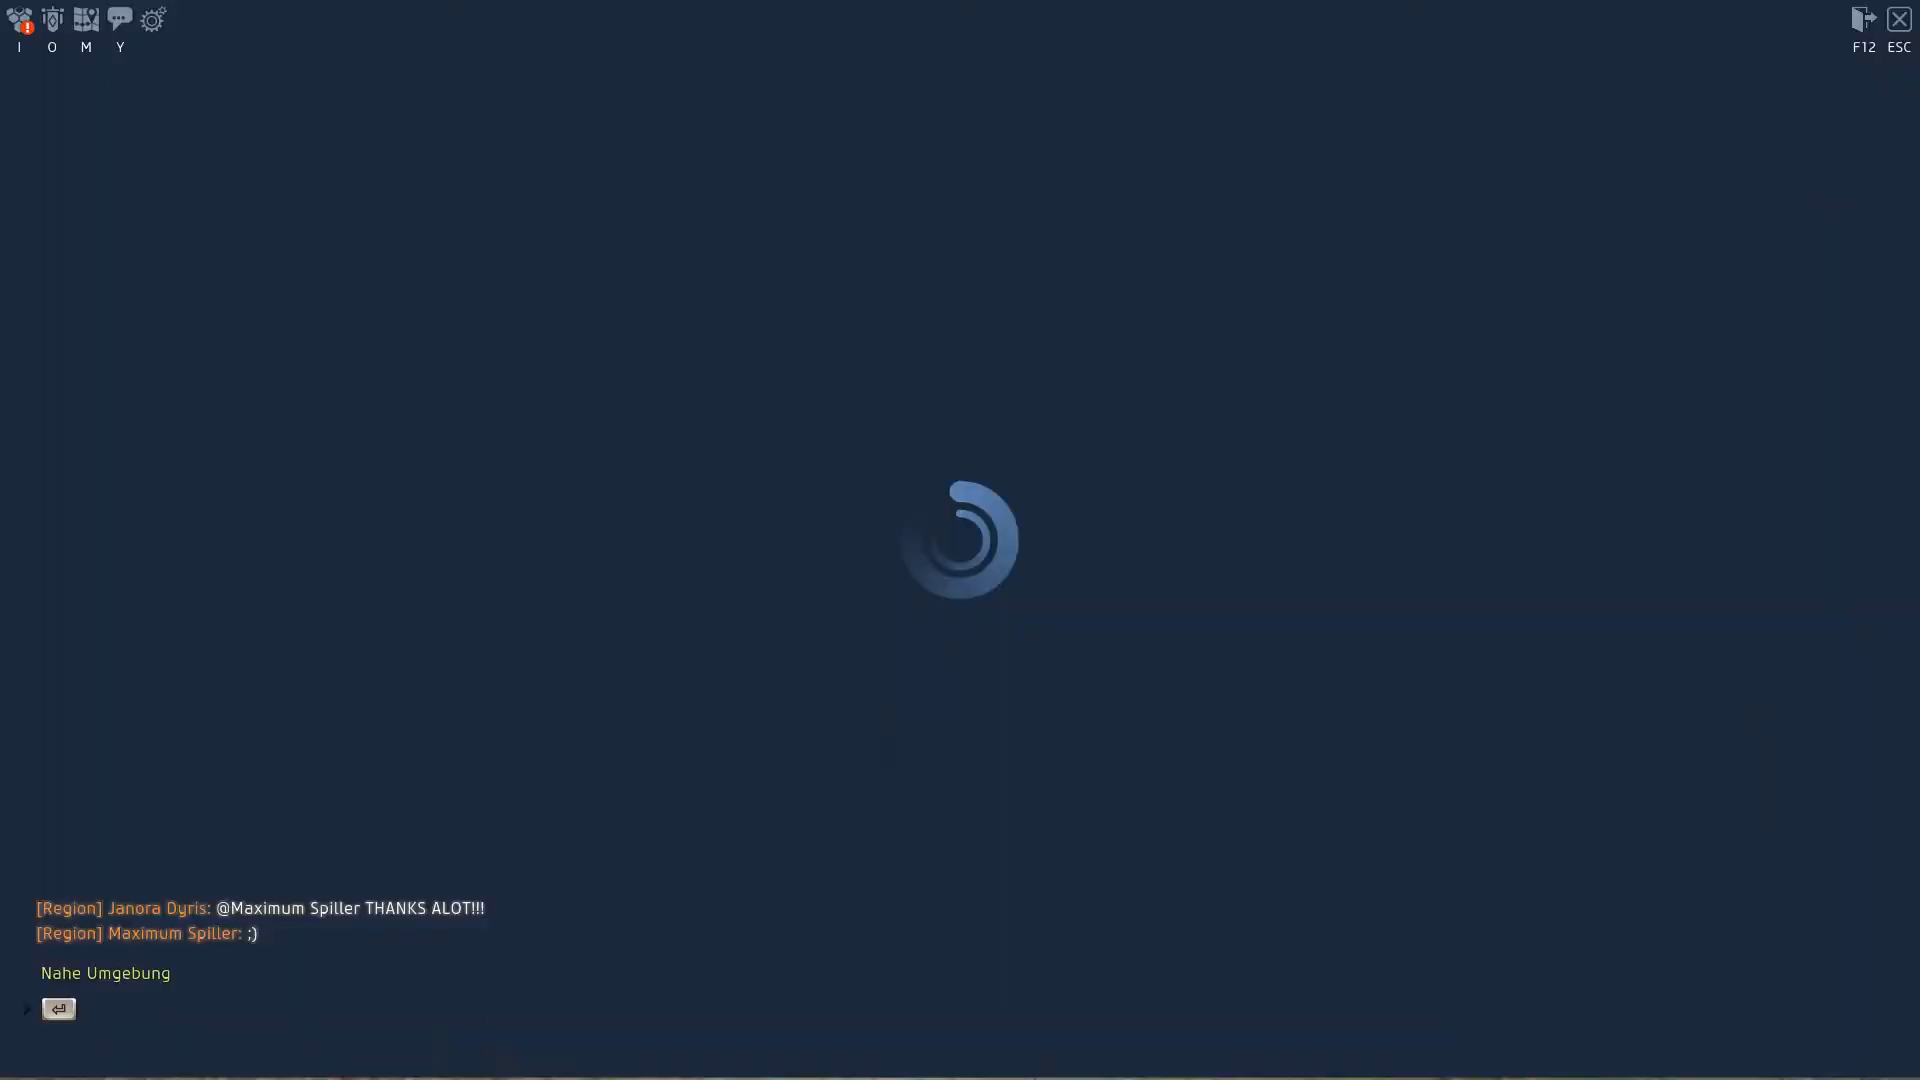 I O M Y F12 ESC
[Region] Janora Dyris: @Maximum Spiller THANKS ALOT!!!
[Region] Maximum Spiller: ;)
Nahe Umgebung